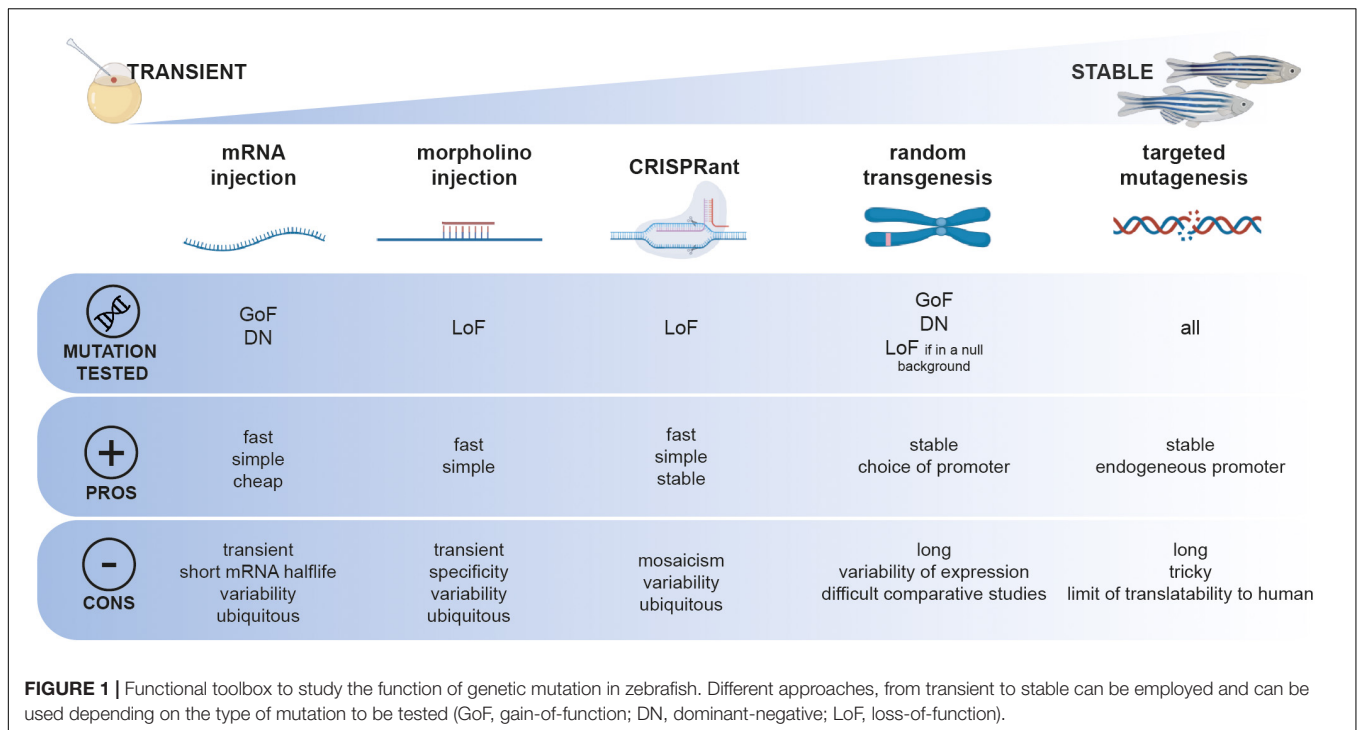 TRANSIENT
STABLE
mRNA
injection
morpholino
injection
CRISPRant
random
transgenesis
targeted
mutagenesis
MUTATION
TESTED
GoF
DN
LoF
LoF
GoF
DN
LoF if in a null
background
all
+
PROS
fast
simple
cheap
fast
simple
fast
simple
stable
stable
choice of promoter
stable
endogeneous promoter
-
CONS
transient
short mRNA halflife
variability
ubiquitous
transient
specificity
variability
ubiquitous
mosaicism
variability
ubiquitous
long
variability of expression
difficult comparative studies
long
tricky
limit of translatability to human
FIGURE 1 | Functional toolbox to study the function of genetic mutation in zebrafish. Different approaches, from transient to stable can be employed and can be
used depending on the type of mutation to be tested (GoF, gain-of-function; DN, dominant-negative; LoF, loss-of-function).